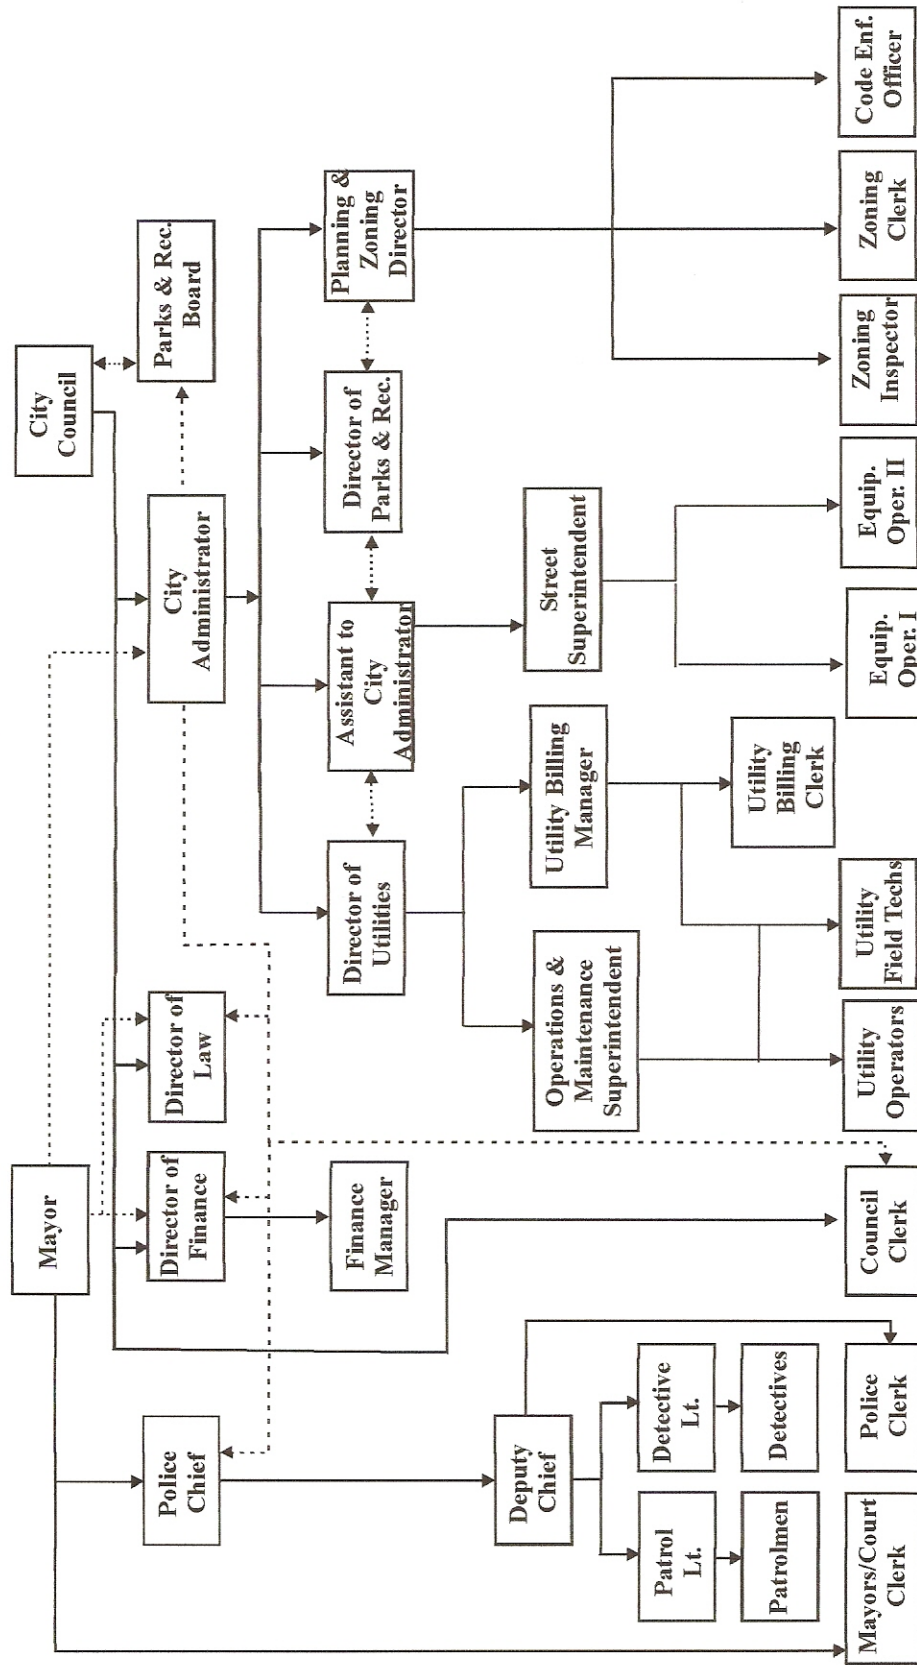 Mayor
City
Council
Police
Chief
Director of
Finance
Director of
Law
City
Administrator
Parks & Rec.
Board
Finance
Manager
Director of
Utilities
Assistant to
City
Administrator
Director of
Parks & Rec.
Planning &
Zoning
Director
Deputy
Chief
Operations &
Maintenance
Superintendent
Utility Billing
Manager
Street
Superintendent
Patrol
Lt.
Detective
Lt.
Patrolmen
Detectives
Utility
Billing
Clerk
Mayors/Court
Clerk
Police
Clerk
Council
Clerk
Utility
Operators
Utility
Field Techs
Equip.
Oper. I
Equip.
Oper. II
Zoning
Inspector
Zoning
Clerk
Code Enf.
Officer